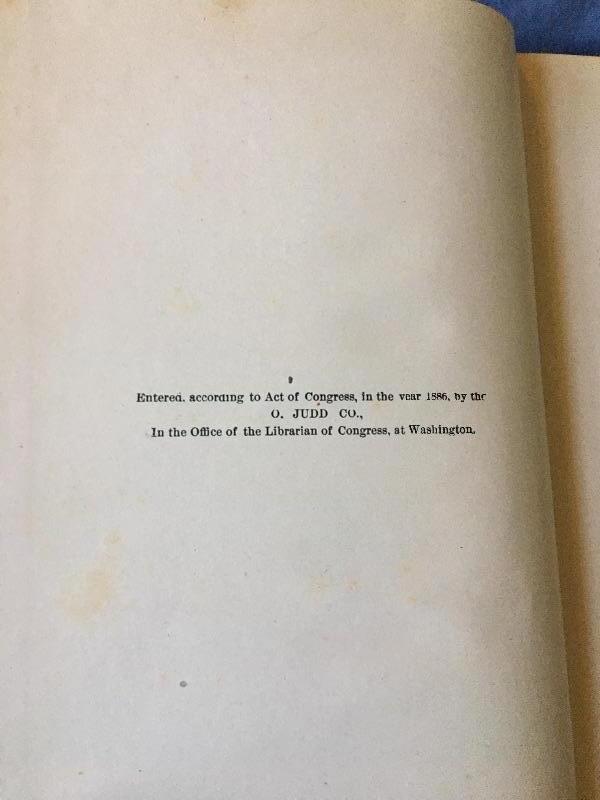 Entered, according to Act of Congress, in the year 1886, by the
O. JUDD CO.,
In the Office of the Librarian of Congress, at Washington.